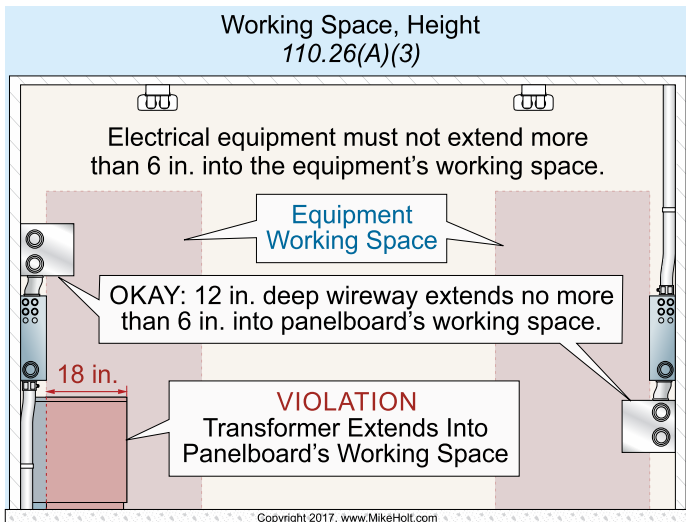 Working Space, Height
110.26(A)(3)
Electrical equipment must not extend more
than 6 in. into the equipment's working space.
Equipment
Working Space
OKAY: 12 in. deep wireway extends no more
than 6 in. into panelboard's working space.
18 in.
VIOLATION
Transformer Extends Into
Panelboard's Working Space
Copyright 2017, www.MikeHolt.com